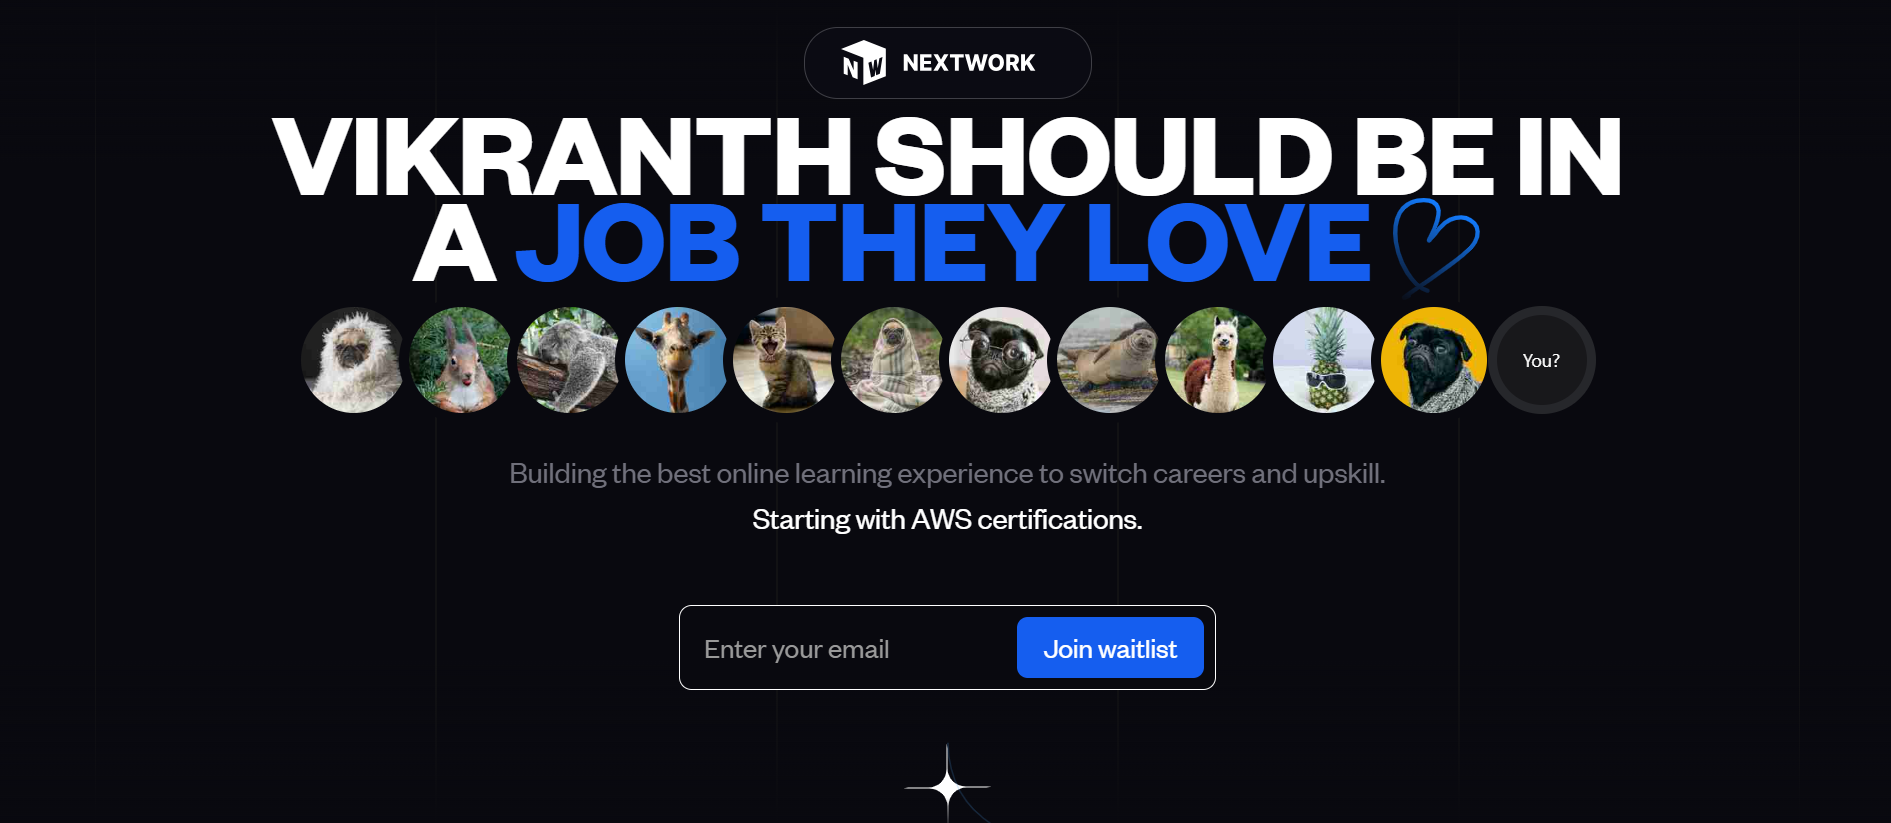 NW NEXTWORK
VIKRANTH SHOULD BE IN
A JOB THEY LOVE
You?
Building the best online learning experience to switch careers and upskill.
Starting with AWS certifications.
Enter your email
Join waitlist